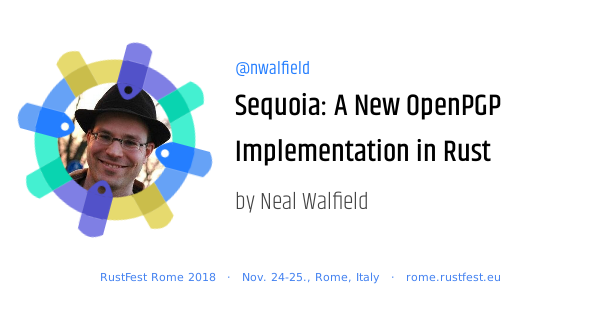 @nwalfield
Sequoia: A New OpenPGP
Implementation in Rust
by Neal Walfield
RustFest Rome 2018 · Nov. 24-25., Rome, Italy · rome.rustfest.eu